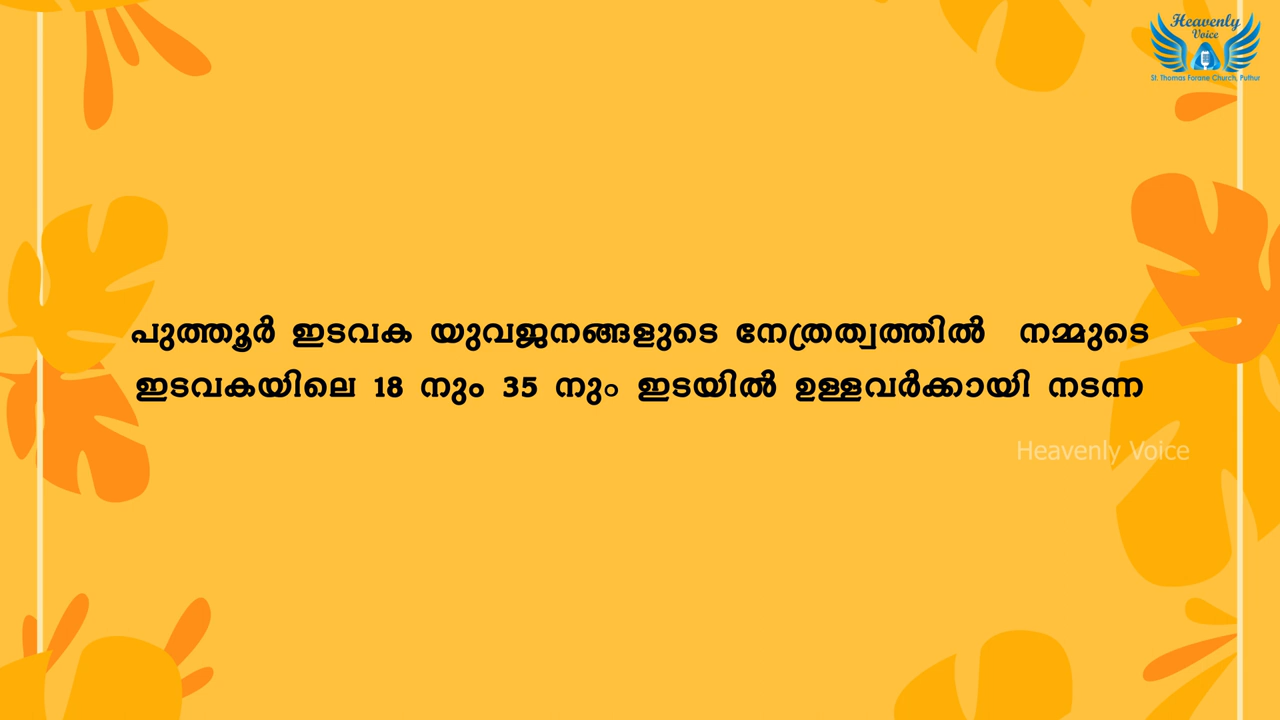 Heavenly
Voice
St. Thomas Forane Church, Puthur
പുത്തൂർ ഇടവക യുവജനങ്ങളുടെ നേത്രത്വത്തിൽ നമ്മുടെ
ഇടവകയിലെ 18 നും 35 നും ഇടയിൽ ഉള്ളവർക്കായി നടന്ന
Heavenly Voice